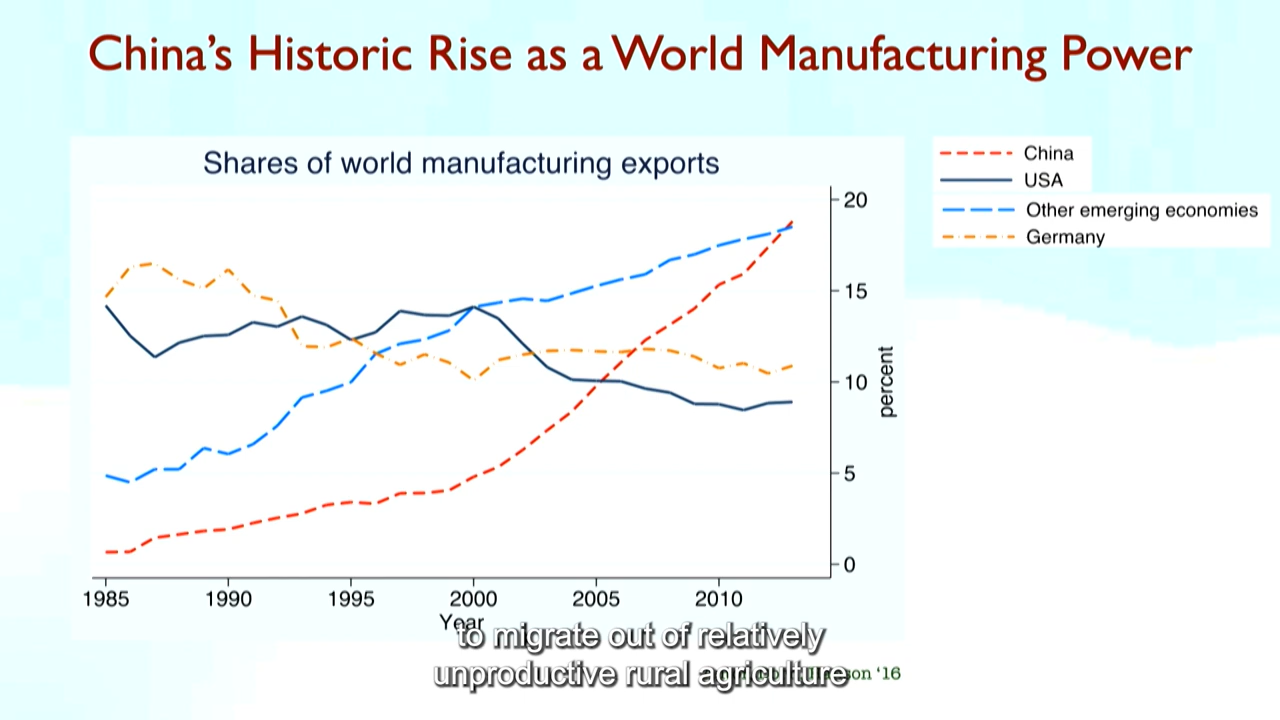 China's Historic Rise as a World Manufacturing Power
Shares of world manufacturing exports
China
USA
Other emerging economies
Germany
20
15
10
5
0
percent
1985 1990 1995 2000 2005 2010
Year
to migrate out of relatively
unproductive rural agriculture
'16